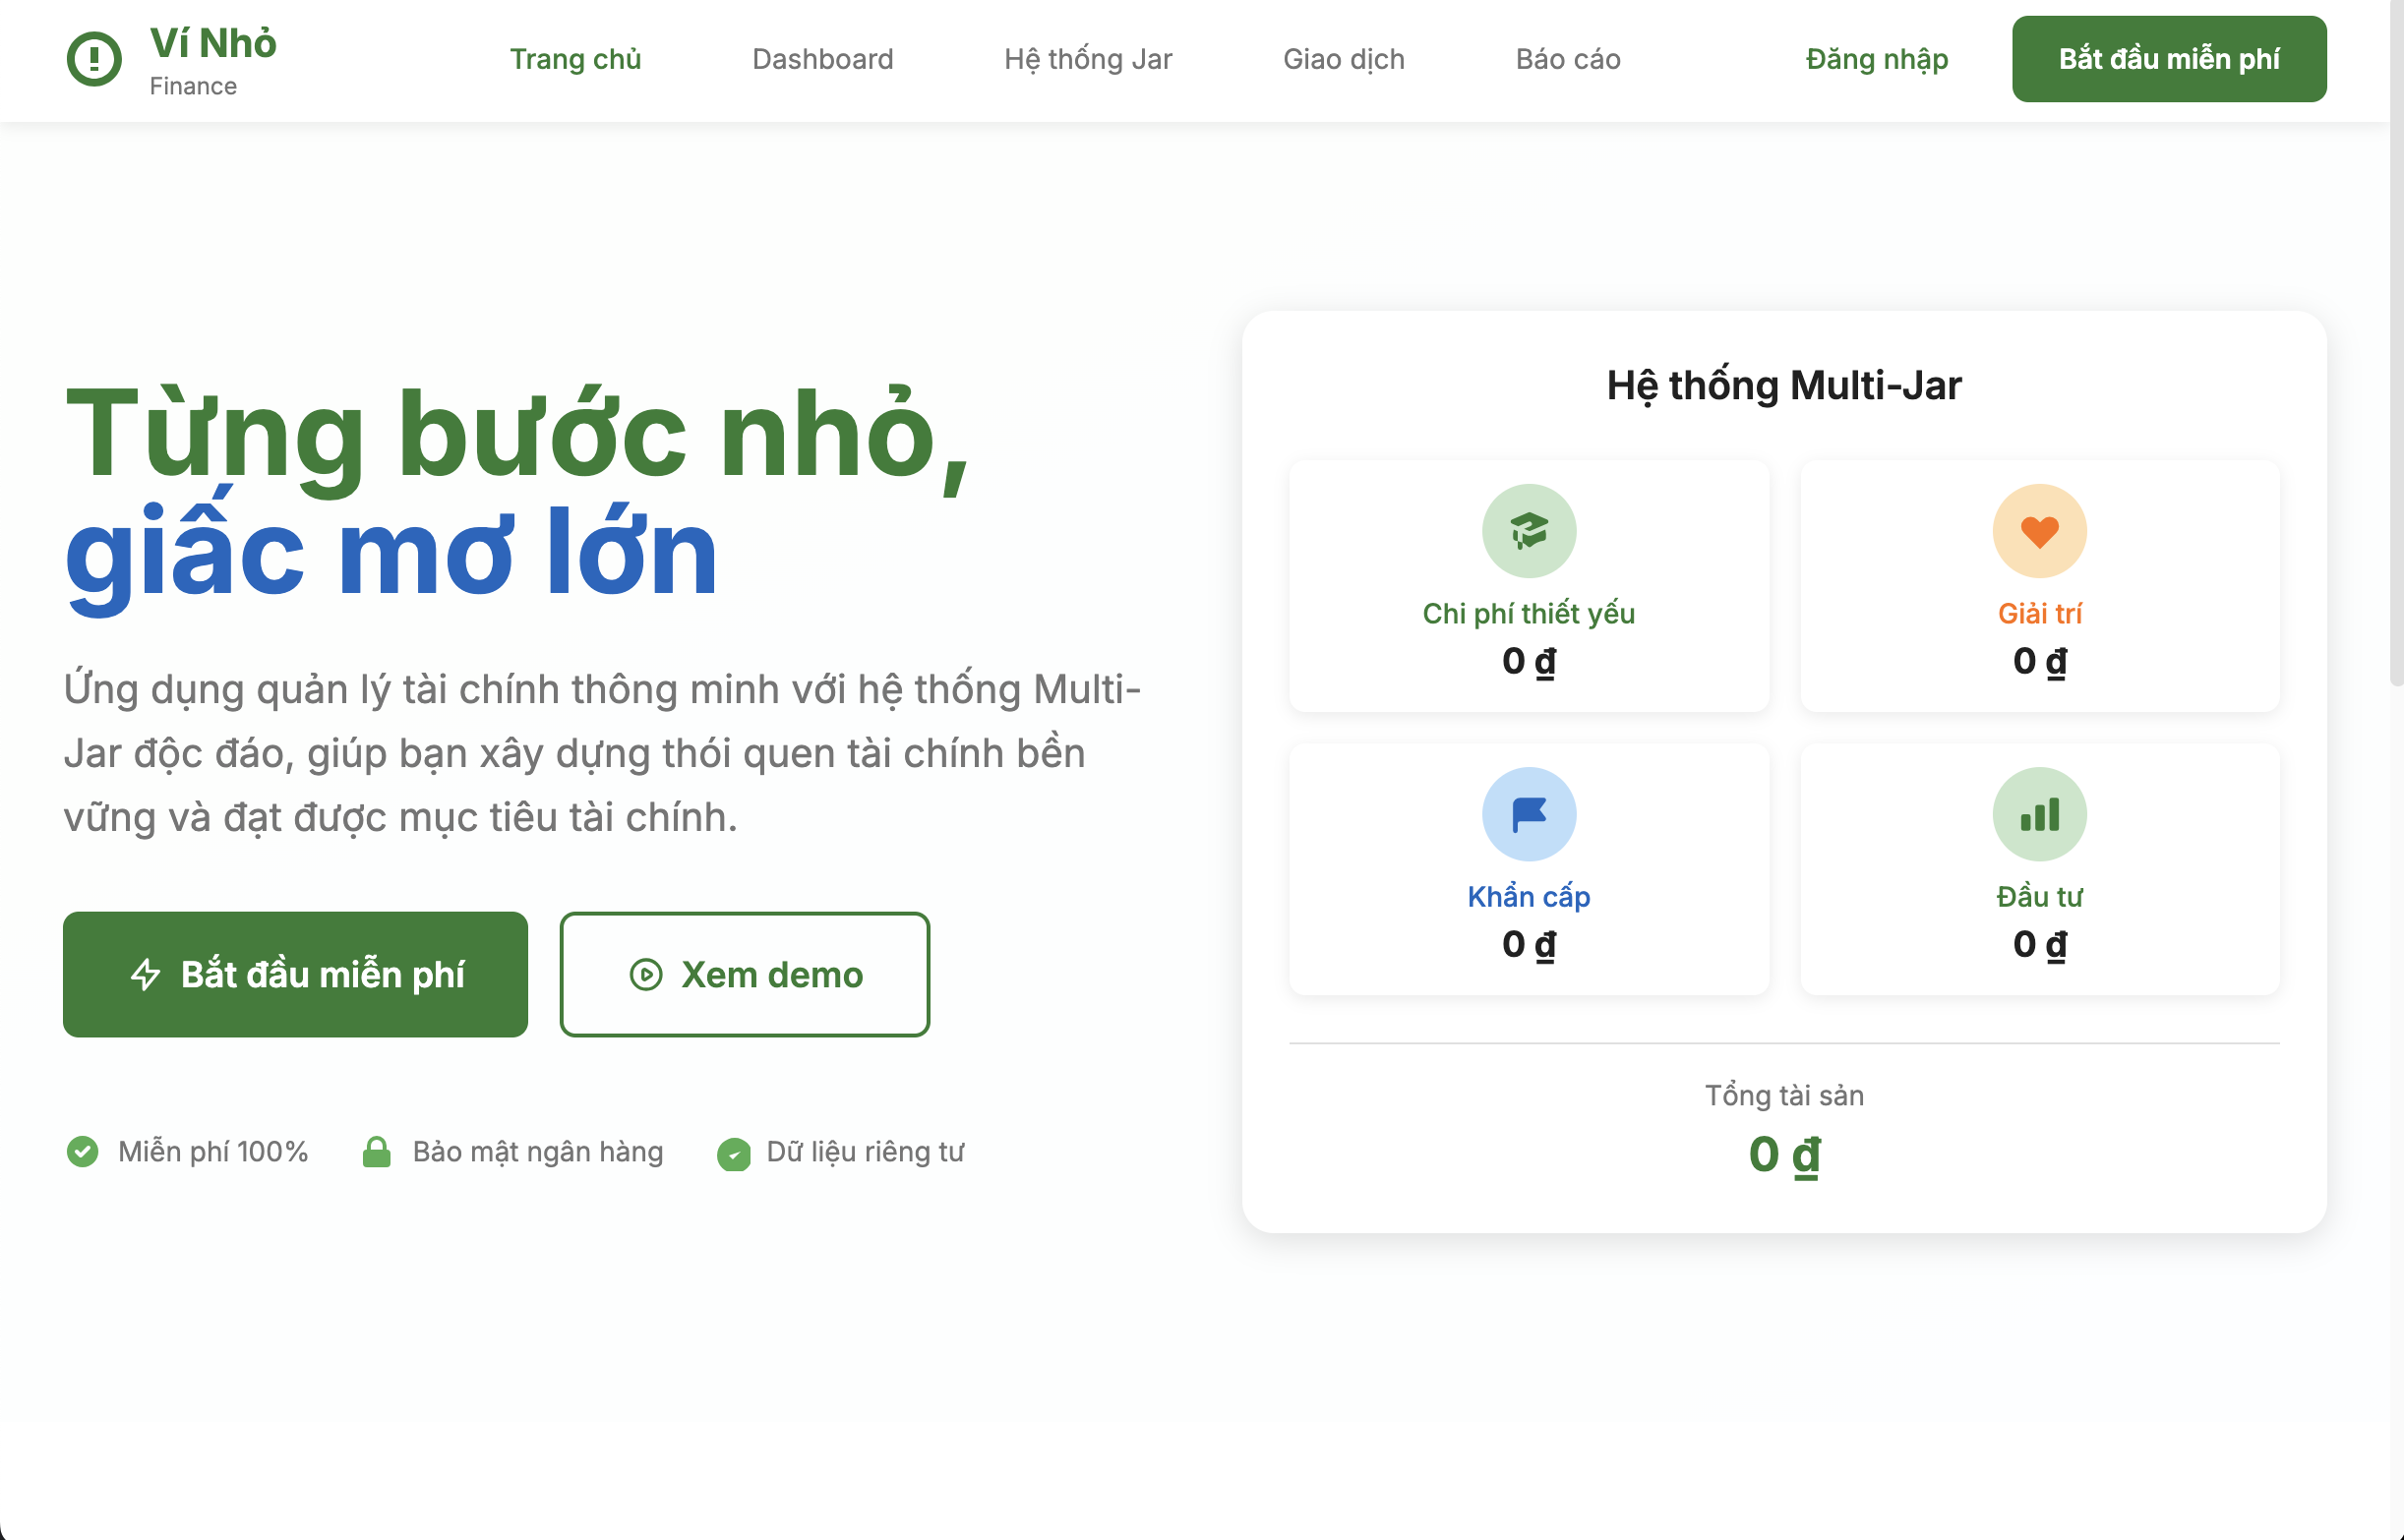 Ví Nhỏ
Finance
Trang chủ
Dashboard
Hệ thống Jar
Giao dịch
Báo cáo
Đăng nhập
Bắt đầu miễn phí
Từng bước nhỏ,
giấc mơ lớn
Ứng dụng quản lý tài chính thông minh với hệ thống Multi-
Jar độc đáo, giúp bạn xây dựng thói quen tài chính bền
vững và đạt được mục tiêu tài chính.
Bắt đầu miễn phí
Xem demo
Miễn phí 100%
Bảo mật ngân hàng
Dữ liệu riêng tư
Hệ thống Multi-Jar
Chi phí thiết yếu
0 ₫
Giải trí
0 ₫
Khẩn cấp
0 ₫
Đầu tư
0 ₫
Tổng tài sản
0 ₫